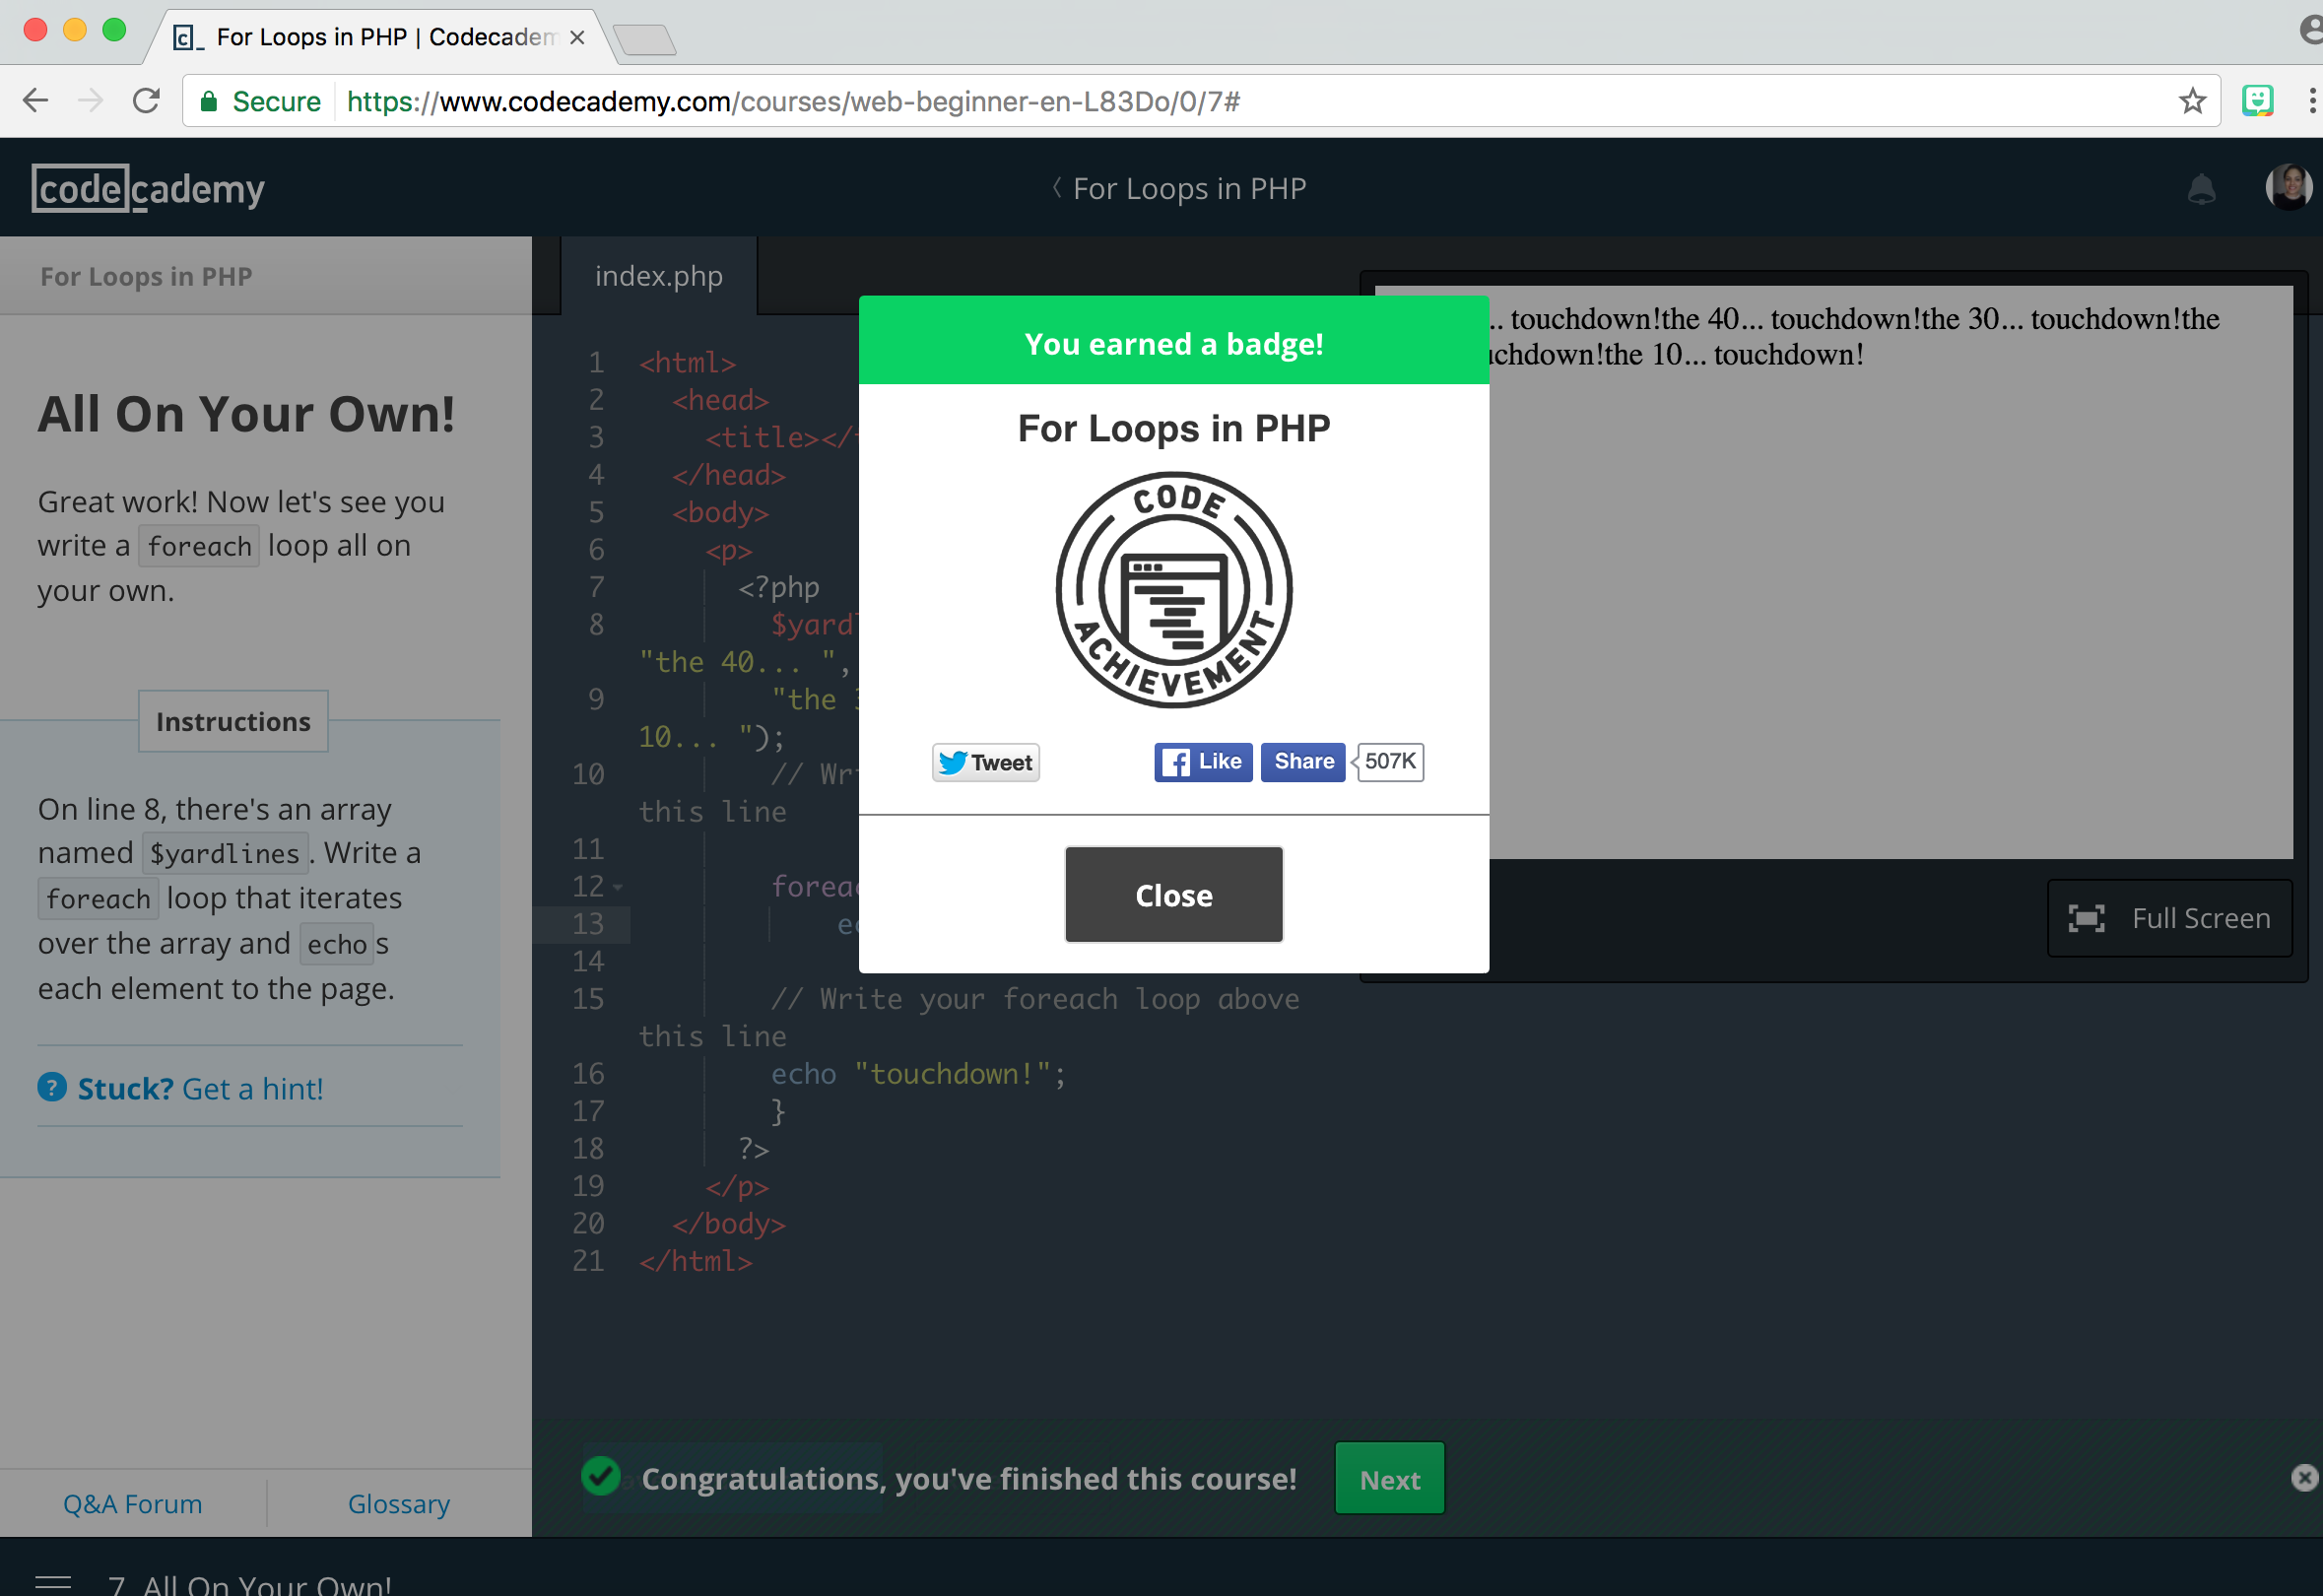 For Loops in PHP | Codecadem
Secure https://www.codecademy.com/courses/web-beginner-en-L83Do/0/7#
codecademy
For Loops in PHP
For Loops in PHP
All On Your Own!
Great work! Now let's see you
write a foreach loop all on
your own.
Instructions
On line 8, there's an array
named $yardlines. Write a
foreach loop that iterates
over the array and echos
each element to the page.
? Stuck? Get a hint!
Q&A Forum
Glossary
index.php
1 <html>
2 <head>
3 <title></
4 </head>
5 <body>
6 <p>
7 <?php
8 $yard
"the 40... ",
9 "the
10... ");
10 // Wr
this line
11
12 forea
13 e
14
15 // Write your foreach loop above
this line
16 echo "touchdown!";
17 }
18 ?>
19 </p>
20 </body>
21 </html>
You earned a badge!
For Loops in PHP
CODE
ACHIEVEMENT
Tweet
Like
Share
507K
Close
.. touchdown!the 40... touchdown!the 30... touchdown!the
uchdown!the 10... touchdown!
Full Screen
Congratulations, you've finished this course!
Next
7. All On Your Own!